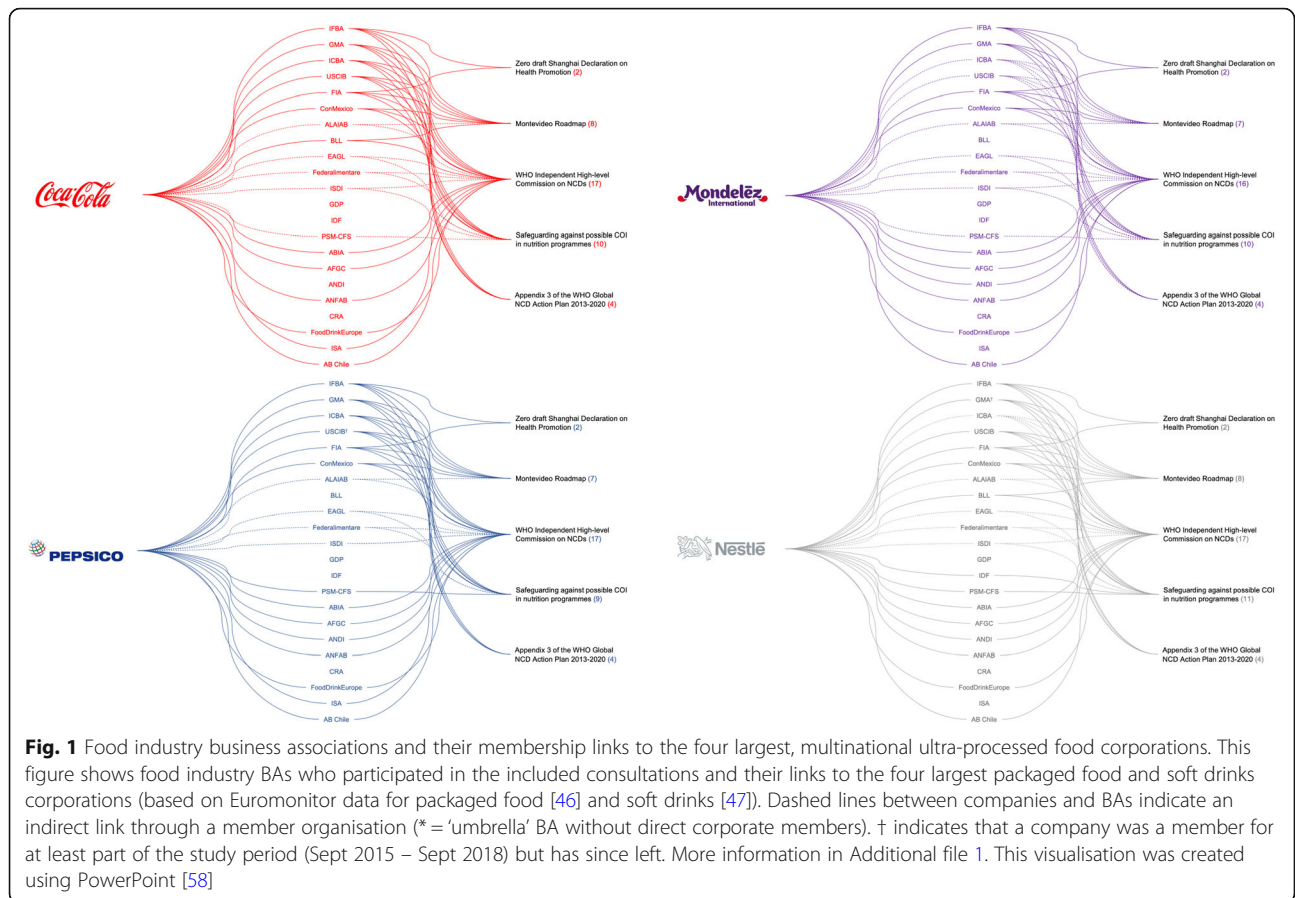 Coca-Cola
IFBA
GMA
ICBA
USCIB
FIA
ConMexico
ALAIAB
BLL
EAGL
Federalimentare
ISDI
GDP
IDF
PSM-CFS
ABIA
AFGC
ANDI
ANFAB
CRA
FoodDrinkEurope
ISA
AB Chile
Zero draft Shanghai Declaration on
Health Promotion (2)
Montevideo Roadmap (8)
WHO Independent High-level
Commission on NCDs (17)
Safeguarding against possible COI
in nutrition programmes (10)
Appendix 3 of the WHO Global
NCD Action Plan 2013-2020 (4)
Mondelēz
International
IFBA
GMA
ICBA
USCIB
FIA
ConMexico
ALAIAB
BLL
EAGL
Federalimentare
ISDI
GDP
IDF
PSM-CFS
ABIA
AFGC
ANDI
ANFAB
CRA
FoodDrinkEurope
ISA
AB Chile
Zero draft Shanghai Declaration on
Health Promotion (2)
Montevideo Roadmap (7)
WHO Independent High-level
Commission on NCDs (16)
Safeguarding against possible COI
in nutrition programmes (10)
Appendix 3 of the WHO Global
NCD Action Plan 2013-2020 (4)
PEPSICO
IFBA
GMA
ICBA
USCIB†
FIA
ConMexico
ALAIAB
BLL
EAGL
Federalimentare
ISDI
GDP
IDF
PSM-CFS
ABIA
AFGC
ANDI
ANFAB
CRA
FoodDrinkEurope
ISA
AB Chile
Zero draft Shanghai Declaration on
Health Promotion (2)
Montevideo Roadmap (7)
WHO Independent High-level
Commission on NCDs (17)
Safeguarding against possible COI
in nutrition programmes (9)
Appendix 3 of the WHO Global
NCD Action Plan 2013-2020 (4)
Nestlé
IFBA
GMA†
ICBA
USCIB
FIA
ConMexico
ALAIAB
BLL
EAGL
Federalimentare
ISDI
GDP
IDF
PSM-CFS
ABIA
AFGC
ANDI
ANFAB
CRA
FoodDrinkEurope
ISA
AB Chile
Zero draft Shanghai Declaration on
Health Promotion (2)
Montevideo Roadmap (8)
WHO Independent High-level
Commission on NCDs (17)
Safeguarding against possible COI
in nutrition programmes (11)
Appendix 3 of the WHO Global
NCD Action Plan 2013-2020 (4)
Fig. 1 Food industry business associations and their membership links to the four largest, multinational ultra-processed food corporations. This
figure shows food industry BAs who participated in the included consultations and their links to the four largest packaged food and soft drinks
corporations (based on Euromonitor data for packaged food [46] and soft drinks [47]). Dashed lines between companies and BAs indicate an
indirect link through a member organisation (* = 'umbrella' BA without direct corporate members). † indicates that a company was a member for
at least part of the study period (Sept 2015 – Sept 2018) but has since left. More information in Additional file 1. This visualisation was created
using PowerPoint [58]